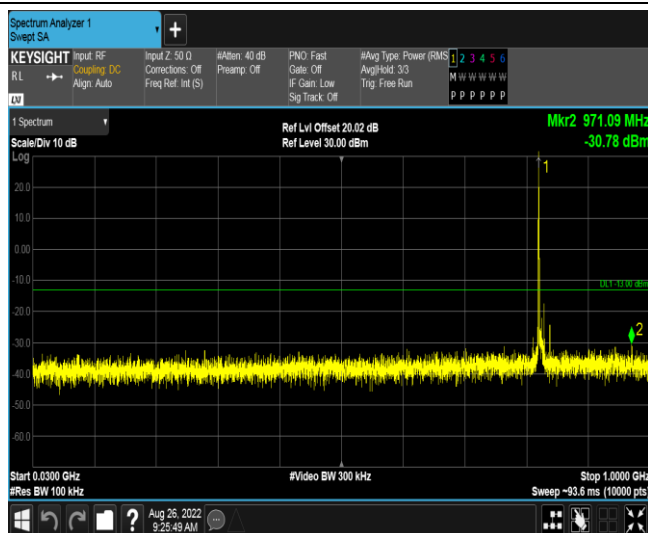 Spectrum Analyzer 1
Swept SA
+
KEYSIGHT
RL
LXI
Input: RF
Coupling: DC
Align: Auto
Input Z: 50 Ω
Corrections: Off
Freq Ref: Int (S)
#Atten: 40 dB
Preamp: Off
PNO: Fast
Gate: Off
IF Gain: Low
Sig Track: Off
#Avg Type: Power (RMS
Avg|Hold: 3/3
Trig: Free Run
1 2 3 4 5 6
M W W W W W
P P P P P P
1 Spectrum
Scale/Div 10 dB
Log
Ref Lvl Offset 20.02 dB
Ref Level 30.00 dBm
Mkr2 971.09 MHz
-30.78 dBm
1
20.0
10.0
0.00
-10.0
DL1 -13.00 dBm
-20.0
2
-30.0
-40.0
-50.0
-60.0
Start 0.0300 GHz
#Res BW 100 kHz
#Video BW 300 kHz
Stop 1.0000 GHz
Sweep ~93.6 ms (10000 pts)
?
Aug 26, 2022
9:25:49 AM